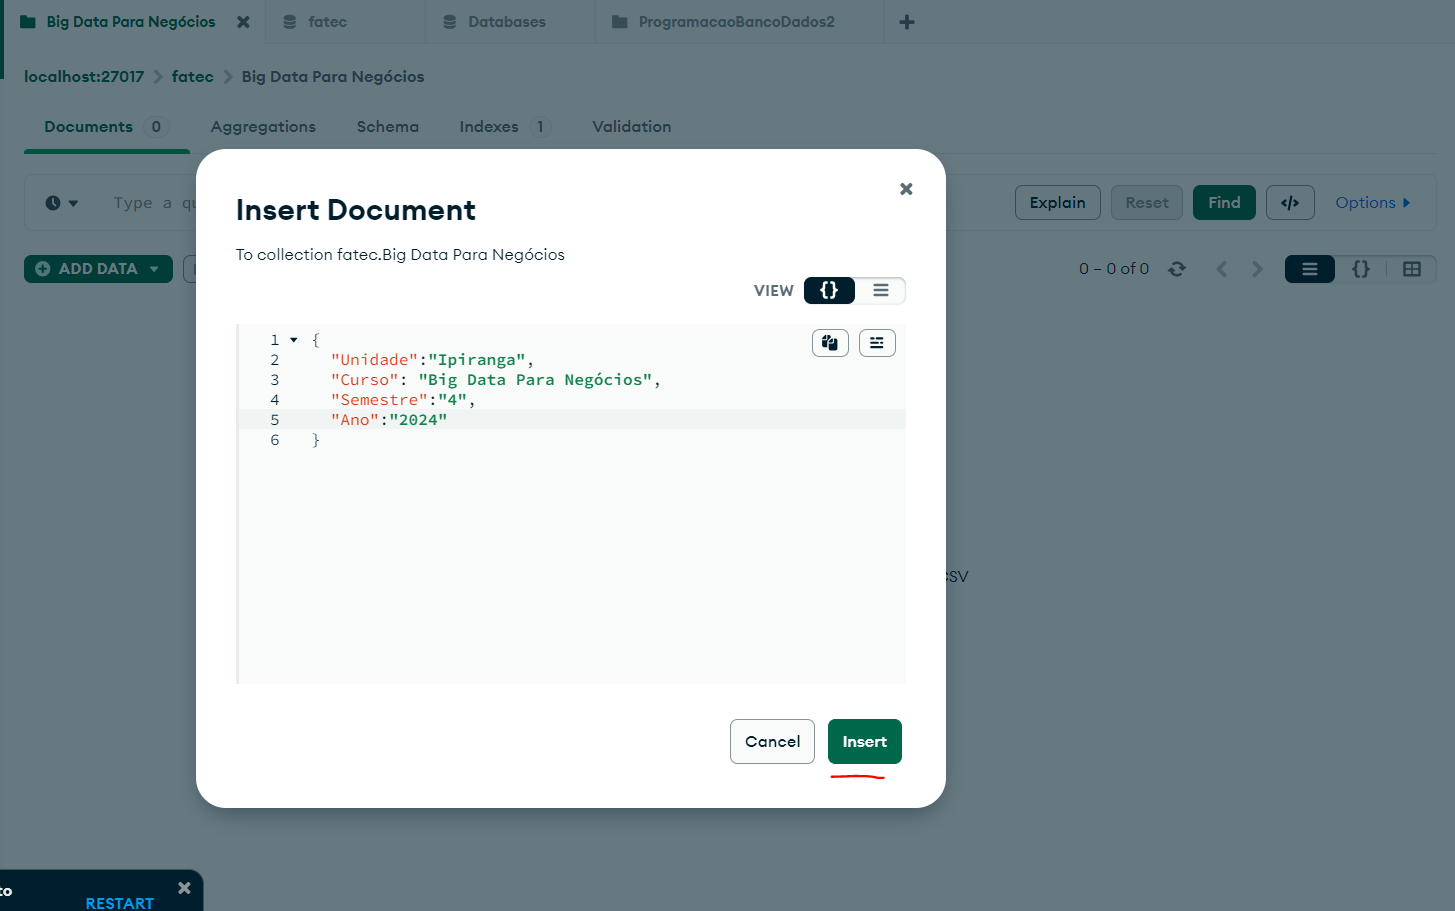 Big Data Para Negócios
fatec
Databases
ProgramacaoBancoDados2
localhost:27017 > fatec > Big Data Para Negócios
Documents 0
Aggregations
Schema
Indexes 1
Validation
Type a qu
Explain
Reset
Find
</>
Options
ADD DATA
0 – 0 of 0
{}
Insert Document
To collection fatec.Big Data Para Negócios
VIEW {}
1 {
2 "Unidade":"Ipiranga",
3 "Curso": "Big Data Para Negócios",
4 "Semestre":"4",
5 "Ano":"2024"
6 }
CSV
Cancel
Insert
to
RESTART